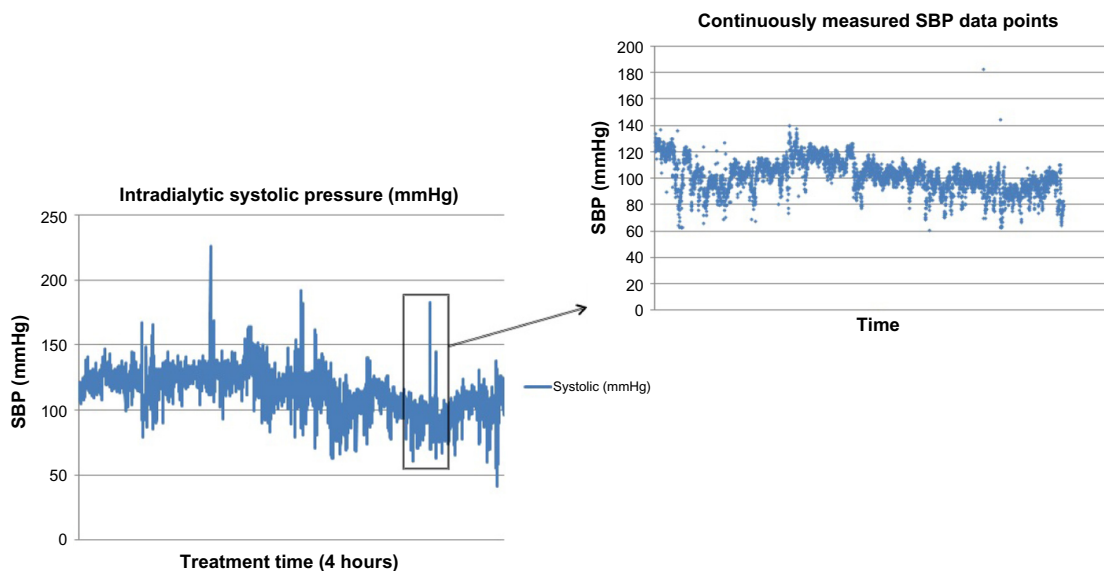 Continuously measured SBP data points
200
180
160
140
120
100
80
60
40
20
0
SBP (mmHg)
Time
Intradialytic systolic pressure (mmHg)
250
200
150
100
50
0
SBP (mmHg)
Treatment time (4 hours)
Systolic (mmHg)